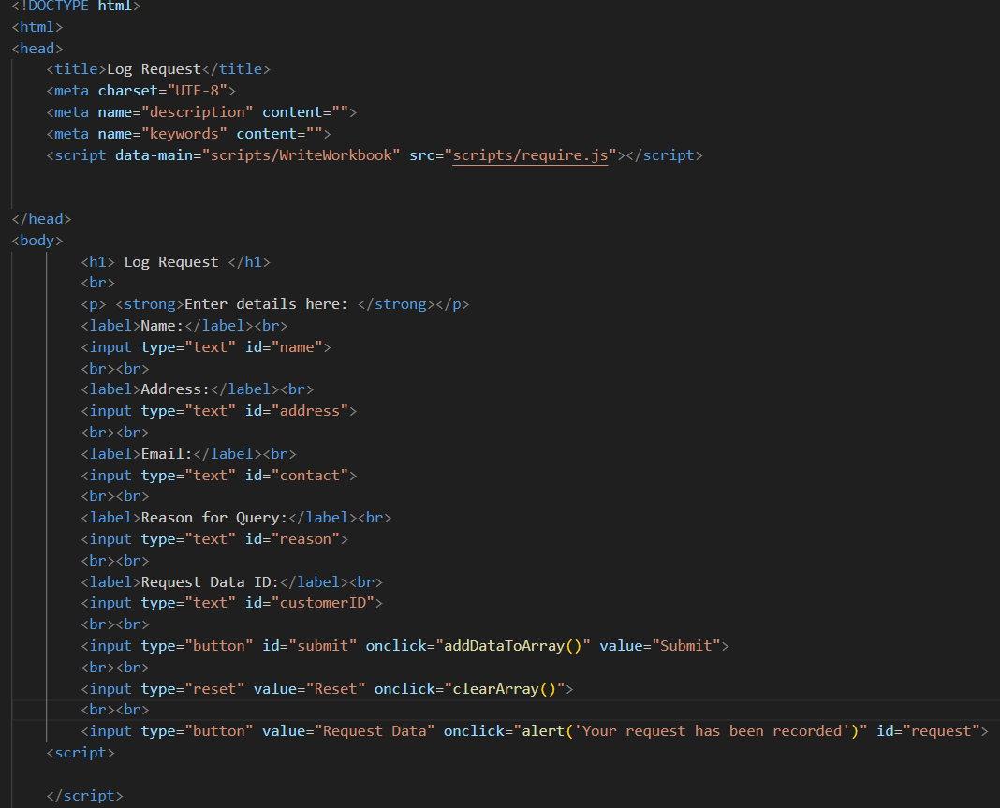 <!DOCTYPE html>
<html>
<head>
    <title>Log Request</title>
    <meta charset="UTF-8">
    <meta name="description" content="">
    <meta name="keywords" content="">
    <script data-main="scripts/WriteWorkbook" src="scripts/require.js"></script>
</head>
<body>
        <h1> Log Request </h1>
        <br>
        <p> <strong>Enter details here: </strong></p>
        <label>Name:</label><br>
        <input type="text" id="name">
        <br><br>
        <label>Address:</label><br>
        <input type="text" id="address">
        <br><br>
        <label>Email:</label><br>
        <input type="text" id="contact">
        <br><br>
        <label>Reason for Query:</label><br>
        <input type="text" id="reason">
        <br><br>
        <label>Request Data ID:</label><br>
        <input type="text" id="customerID">
        <br><br>
        <input type="button" id="submit" onclick="addDataToArray()" value="Submit">
        <br><br>
        <input type="reset" value="Reset" onclick="clearArray()">
        <br><br>
        <input type="button" value="Request Data" onclick="alert('Your request has been recorded')" id="request">
    <script>
    </script>